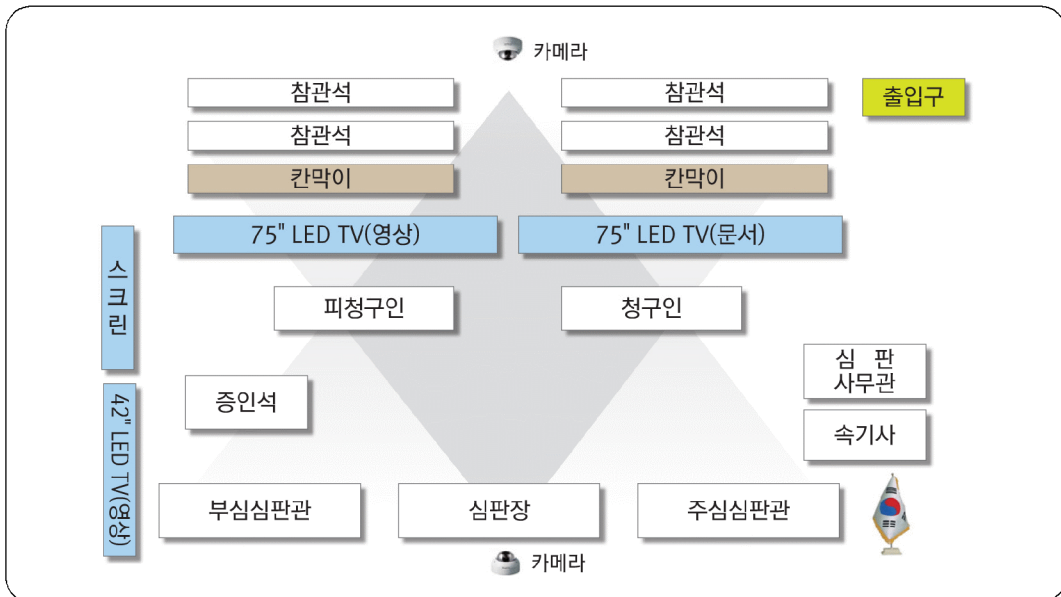 카메라
참관석
참관석
출입구
참관석
참관석
칸막이
칸막이
75" LED TV(영상)
75" LED TV(문서)
스크린
피청구인
청구인
심 판
사무관
증인석
42" LED TV(영상)
속기사
부심심판관
심판장
주심심판관
카메라